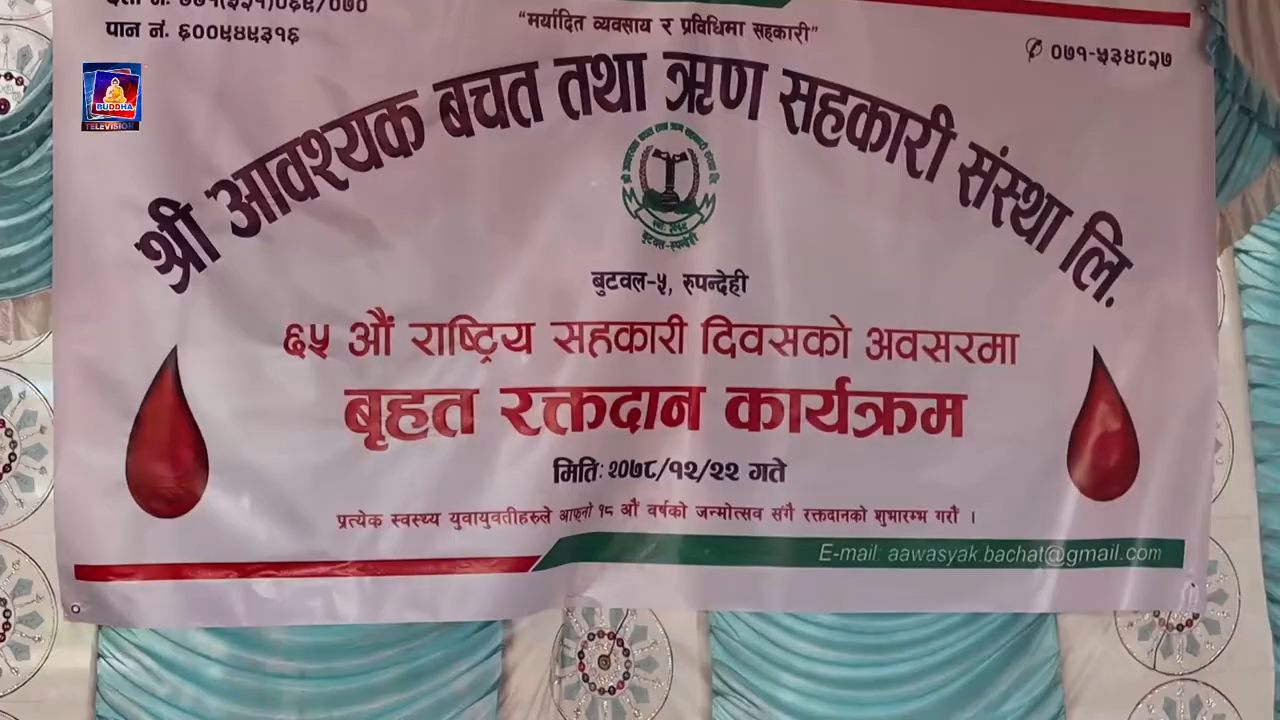 पान नं. ६००५४५३१६
"मर्यादित व्यवसाय र प्रविधिमा सहकारी"
०७१-५३४८२७
BUDDHA
TELEVISION
श्री आवश्यक बचत तथा ऋण सहकारी संस्था लि.
बुटवल-रुपन्देही
बुटवल-५, रुपन्देही
६५ औं राष्ट्रिय सहकारी दिवसको अवसरमा
बृहत रक्तदान कार्यक्रम
मिति: २०७८/१२/२२ गते
प्रत्येक स्वस्थ्य युवायुवतीहरुले आफ्नो १८ औं वर्षको जन्मोत्सव संगै रक्तदानको शुभारम्भ गरौं ।
E-mail: aawasyak.bachat@gmail.com